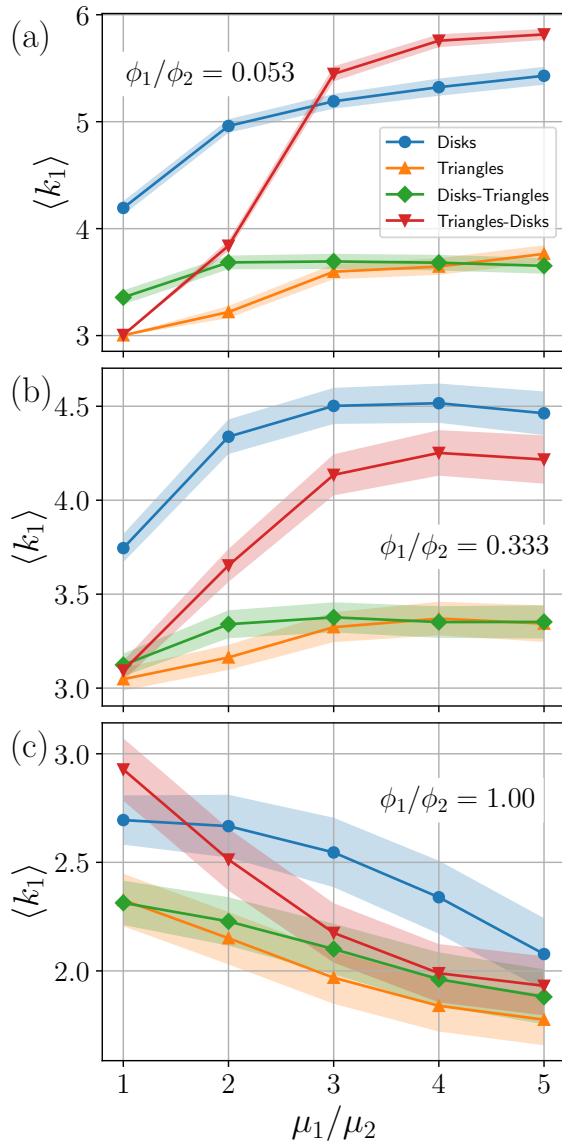 (a)
6
5
4
3
⟨k₁⟩
ϕ₁/ϕ₂ = 0.053
Disks
Triangles
Disks-Triangles
Triangles-Disks
(b)
4.5
4.0
3.5
3.0
⟨k₁⟩
ϕ₁/ϕ₂ = 0.333
(c)
3.0
2.5
2.0
⟨k₁⟩
ϕ₁/ϕ₂ = 1.00
1 2 3 4 5
μ₁/μ₂